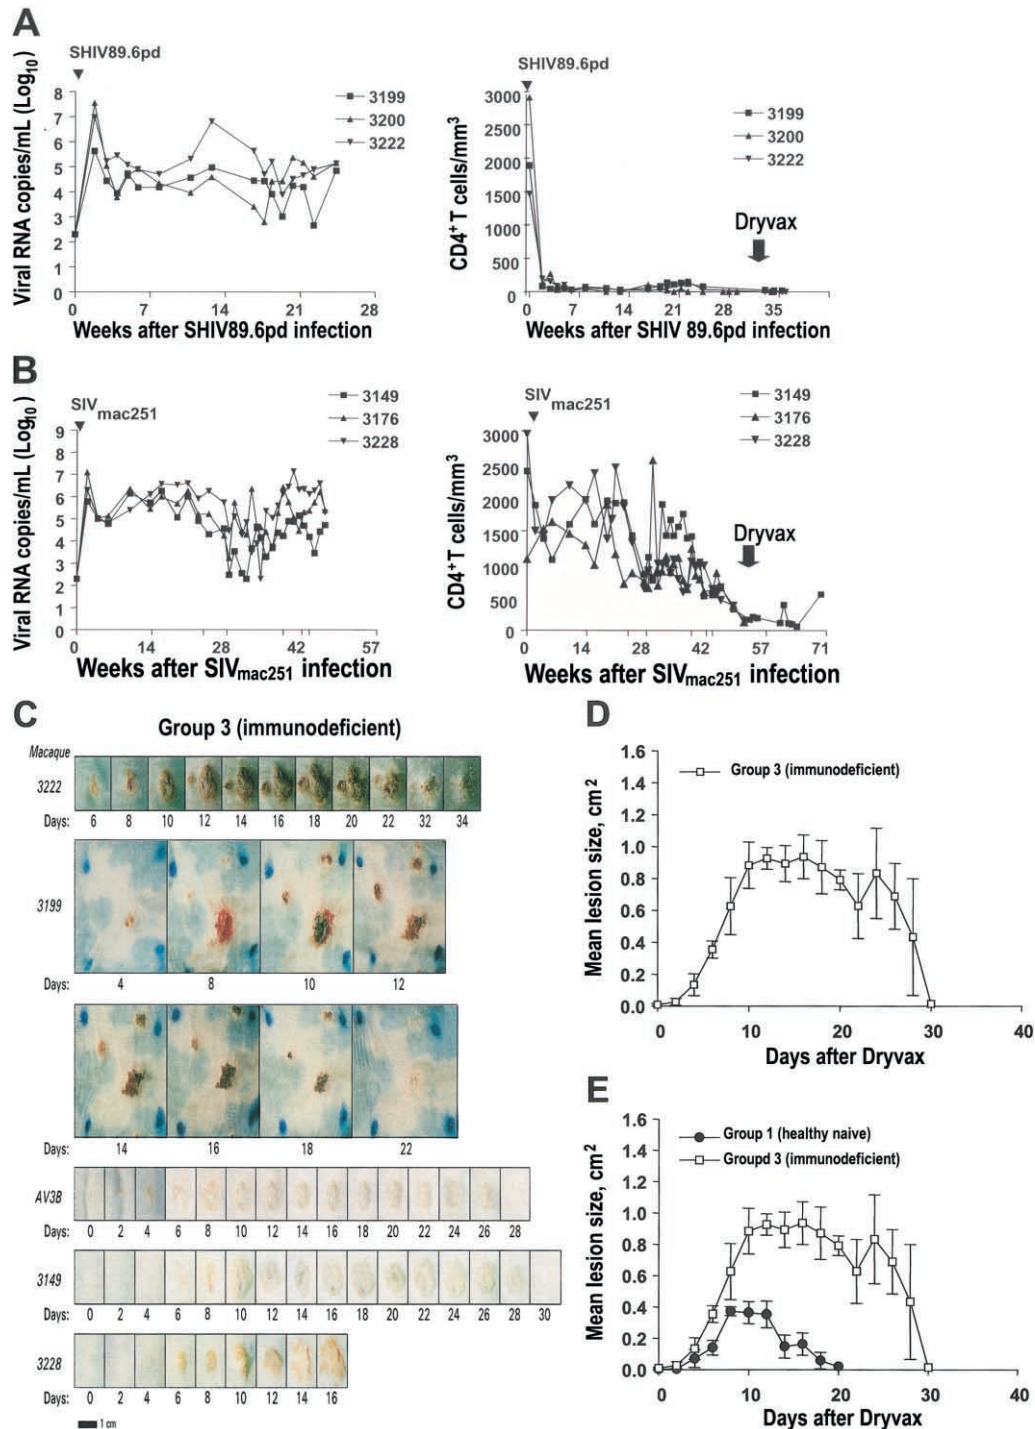 A
SHIV89.6pd
Viral RNA copies/mL (Log10)
8
7
6
5
4
3
2
1
0
3199
3200
3222
7 14 21 28
Weeks after SHIV89.6pd infection
SHIV89.6pd
CD4+ T cells/mm3
3000
2500
2000
1500
1000
500
0
3199
3200
3222
Dryvax
0 7 14 21 28 35
Weeks after SHIV 89.6pd infection
B
SIVmac251
Viral RNA copies/mL (Log10)
9
8
7
6
5
4
3
2
1
0
3149
3176
3228
0 14 28 42 57
Weeks after SIVmac251 infection
SIVmac251
CD4+ T cells/mm3
3000
2500
2000
1500
1000
500
0
3149
3176
3228
Dryvax
0 14 28 42 57 71
Weeks after SIVmac251 infection
C
Group 3 (immunodeficient)
Macaque
3222
Days: 6 8 10 12 14 16 18 20 22 32 34
3199
Days: 4 8 10 12
Days: 14 16 18 22
AV3B
Days: 0 2 4 6 8 10 12 14 16 18 20 22 24 26 28
3149
Days: 0 2 4 6 8 10 12 14 16 18 20 22 24 26 28 30
3228
Days: 0 2 4 6 8 10 12 14 16
1 cm
D
Mean lesion size, cm2
1.6
1.4
1.2
1.0
0.8
0.6
0.4
0.2
0.0
Group 3 (immunodeficient)
0 10 20 30 40
Days after Dryvax
E
Mean lesion size, cm2
1.6
1.4
1.2
1.0
0.8
0.6
0.4
0.2
0.0
Group 1 (healthy naive)
Groupd 3 (immunodeficient)
0 10 20 30 40
Days after Dryvax